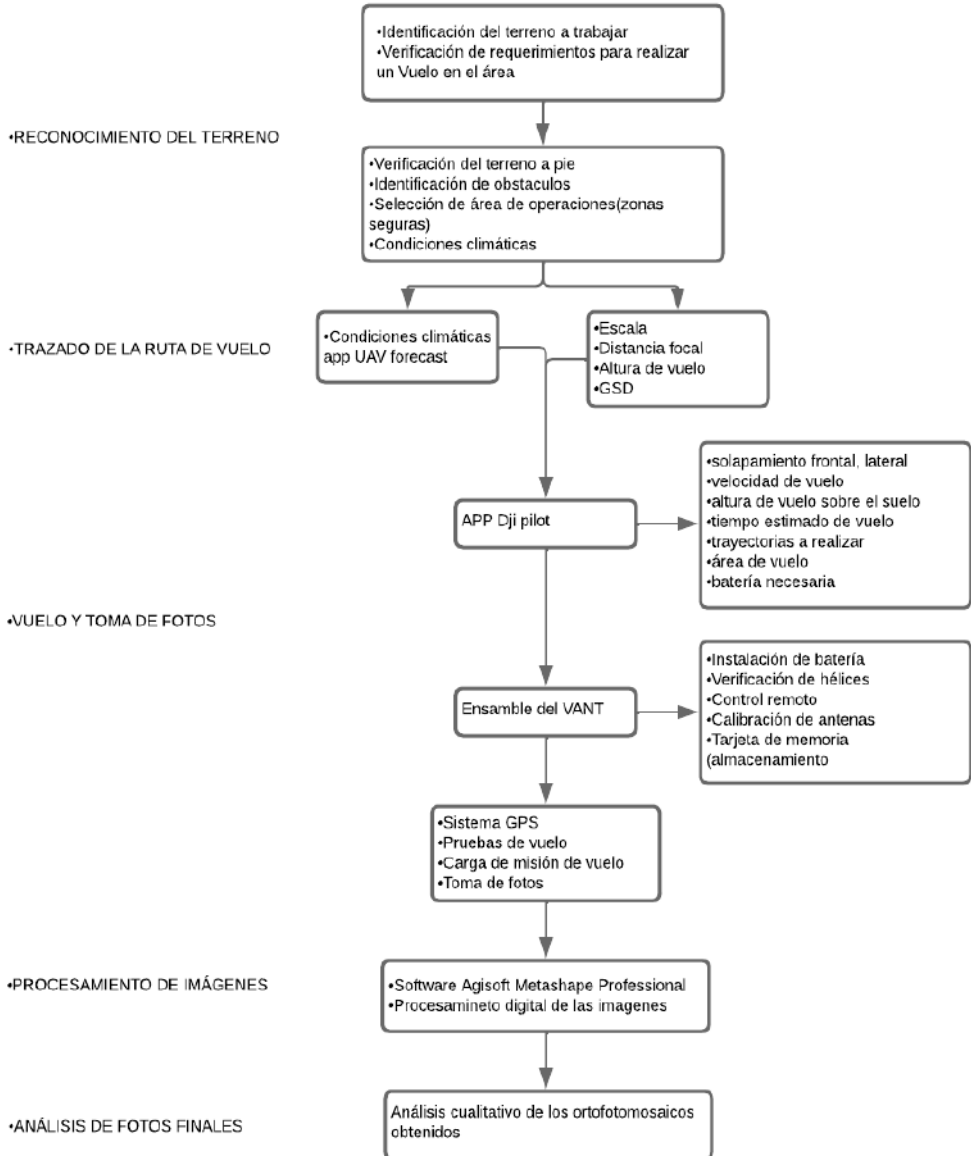 •Identificación del terreno a trabajar
•Verificación de requerimientos para realizar
un Vuelo en el área
•RECONOCIMIENTO DEL TERRENO
•Verificación del terreno a pie
•Identificación de obstaculos
•Selección de área de operaciones(zonas
seguras)
•Condiciones climáticas
•TRAZADO DE LA RUTA DE VUELO
•Condiciones climáticas
app UAV forecast
•Escala
•Distancia focal
•Altura de vuelo
•GSD
APP Dji pilot
•solapamiento frontal, lateral
•velocidad de vuelo
•altura de vuelo sobre el suelo
•tiempo estimado de vuelo
•trayectorias a realizar
•área de vuelo
•batería necesaria
•VUELO Y TOMA DE FOTOS
Ensamble del VANT
•Instalación de batería
•Verificación de hélices
•Control remoto
•Calibración de antenas
•Tarjeta de memoria
(almacenamiento
•Sistema GPS
•Pruebas de vuelo
•Carga de misión de vuelo
•Toma de fotos
•PROCESAMIENTO DE IMÁGENES
•Software Agisoft Metashape Professional
•Procesamineto digital de las imagenes
•ANÁLISIS DE FOTOS FINALES
Análisis cualitativo de los ortofotomosaicos
obtenidos